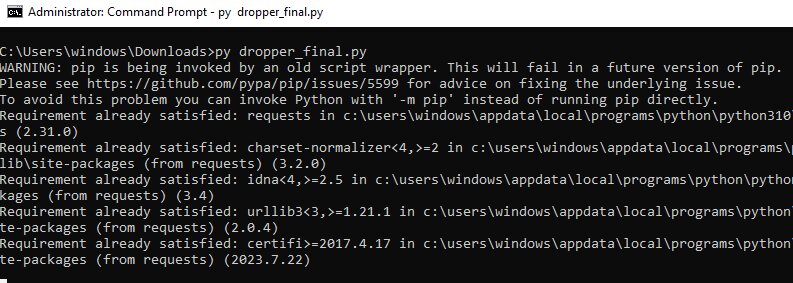 Administrator: Command Prompt - py  dropper_final.py
C:\Users\windows\Downloads>py dropper_final.py
WARNING: pip is being invoked by an old script wrapper. This will fail in a future version of pip.
Please see https://github.com/pypa/pip/issues/5599 for advice on fixing the underlying issue.
To avoid this problem you can invoke Python with '-m pip' instead of running pip directly.
Requirement already satisfied: requests in c:\users\windows\appdata\local\programs\python\python310
s (2.31.0)
Requirement already satisfied: charset-normalizer<4,>=2 in c:\users\windows\appdata\local\programs\p
lib\site-packages (from requests) (3.2.0)
Requirement already satisfied: idna<4,>=2.5 in c:\users\windows\appdata\local\programs\python\python
kages (from requests) (3.4)
Requirement already satisfied: urllib3<3,>=1.21.1 in c:\users\windows\appdata\local\programs\python
te-packages (from requests) (2.0.4)
Requirement already satisfied: certifi>=2017.4.17 in c:\users\windows\appdata\local\programs\python
te-packages (from requests) (2023.7.22)